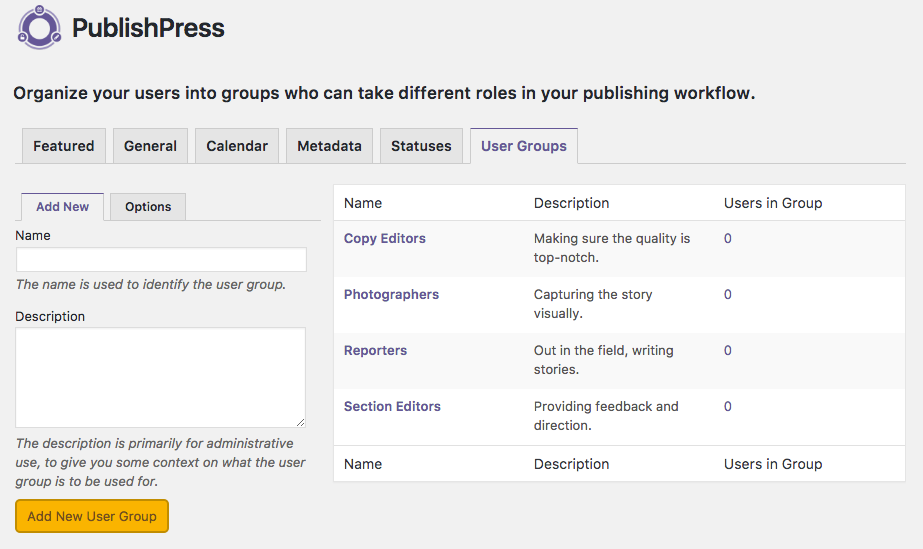 PublishPress
Organize your users into groups who can take different roles in your publishing workflow.
Featured
General
Calendar
Metadata
Statuses
User Groups
Add New
Options
Name
The name is used to identify the user group.
Description
The description is primarily for administrative
use, to give you some context on what the user
group is to be used for.
Add New User Group
Name Description Users in Group
Copy Editors Making sure the quality is 0
top-notch.
Photographers Capturing the story 0
visually.
Reporters Out in the field, writing 0
stories.
Section Editors Providing feedback and 0
direction.
Name Description Users in Group